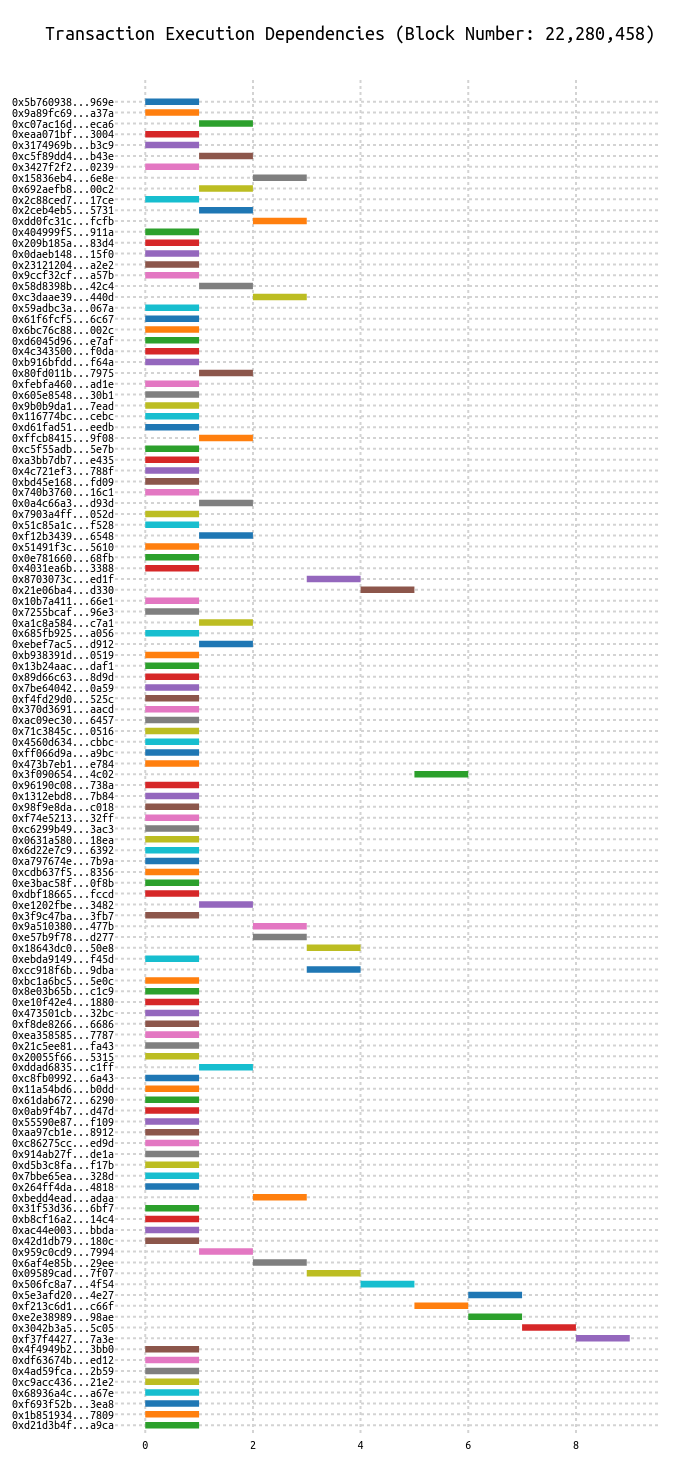 Transaction Execution Dependencies (Block Number: 22,280,458)
0x5b760938...969e
0x9a89fc69...a37a
0xc07ac16d...eca6
0xeaa071bf...3004
0x3174969b...b3c9
0xc5f89dd4...b43e
0x3427f2f2...0239
0x15836eb4...6e8e
0x692aefb8...00c2
0x2c88ced7...17ce
0x2ceb4eb5...5731
0xdd0fc31c...fcfb
0x404999f5...911a
0x209b185a...83d4
0x0daeb148...15f0
0x23121204...a2e2
0x9ccf32cf...a57b
0x58d8398b...42c4
0xc3daae39...440d
0x59adbc3a...067a
0x61f6fcf5...6c67
0x6bc76c88...002c
0xd6045d96...e7af
0x4c343500...f0da
0xb916bfdd...f64a
0x80fd011b...7975
0xfebfa460...ad1e
0x605e8548...30b1
0x9b0b9da1...7ead
0x116774bc...cebc
0xd61fad51...eedb
0xffcb8415...9f08
0xc5f55adb...5e7b
0xa3bb7db7...e435
0x4c721ef3...788f
0xbd45e168...fd09
0x740b3760...16c1
0x0a4c66a3...d93d
0x7903a4ff...052d
0x51c85a1c...f528
0xf12b3439...6548
0x51491f3c...5610
0x0e781660...68fb
0x4031ea6b...3388
0x8703073c...ed1f
0x21e06ba4...d330
0x10b7a411...66e1
0x7255bcaf...96e3
0xa1c8a584...c7a1
0x685fb925...a056
0xebef7ac5...d912
0xb938391d...0519
0x13b24aac...daf1
0x89d66c63...8d9d
0x7be64042...0a59
0xf4fd29d0...525c
0x370d3691...aacd
0xac09ec30...6457
0x71c3845c...0516
0x4560d634...cbbc
0xff066d9a...a9bc
0x473b7eb1...e784
0x3f090654...4c02
0x96190c08...738a
0x1312ebd8...7b84
0x98f9e8da...c018
0xf74e5213...32ff
0xc6299b49...3ac3
0x0631a580...18ea
0x6d22e7c9...6392
0xa797674e...7b9a
0xcdb637f5...8356
0xe3bac58f...0f8b
0xdbf18665...fccd
0xe1202fbe...3482
0x3f9c47ba...3fb7
0x9a510380...477b
0xe57b9f78...d277
0x18643dc0...50e8
0xebda9149...f45d
0xcc918f6b...9dba
0xbc1a6bc5...5e0c
0x8e03b65b...c1c9
0xe10f42e4...1880
0x473501cb...32bc
0xf8de8266...6686
0xea358585...7787
0x21c5ee81...fa43
0x20055f66...5315
0xddad6835...c1ff
0xc8fb0992...6a43
0x11a54bd6...b0dd
0x61dab672...6290
0x0ab9f4b7...d47d
0x55590e87...f109
0xaa97cb1e...8912
0xc86275cc...ed9d
0x914ab27f...de1a
0xd5b3c8fa...f17b
0x7bbe65ea...328d
0x264ff4da...4818
0xbedd4ead...adaa
0x31f53d36...6bf7
0xb8cf16a2...14c4
0xac44e003...bbda
0x42d1db79...180c
0x959c0cd9...7994
0x6af4e85b...29ee
0x09589cad...7f07
0x506fc8a7...4f54
0x5e3afd20...4e27
0xf213c6d1...c66f
0xe2e38989...98ae
0x3042b3a5...5c05
0xf37f4427...7a3e
0x4f4949b2...3bb0
0xdf63674b...ed12
0x4ad59fca...2b59
0xc9acc436...21e2
0x68936a4c...a67e
0xf693f52b...3ea8
0x1b851934...7809
0xd21d3b4f...a9ca
0 2 4 6 8